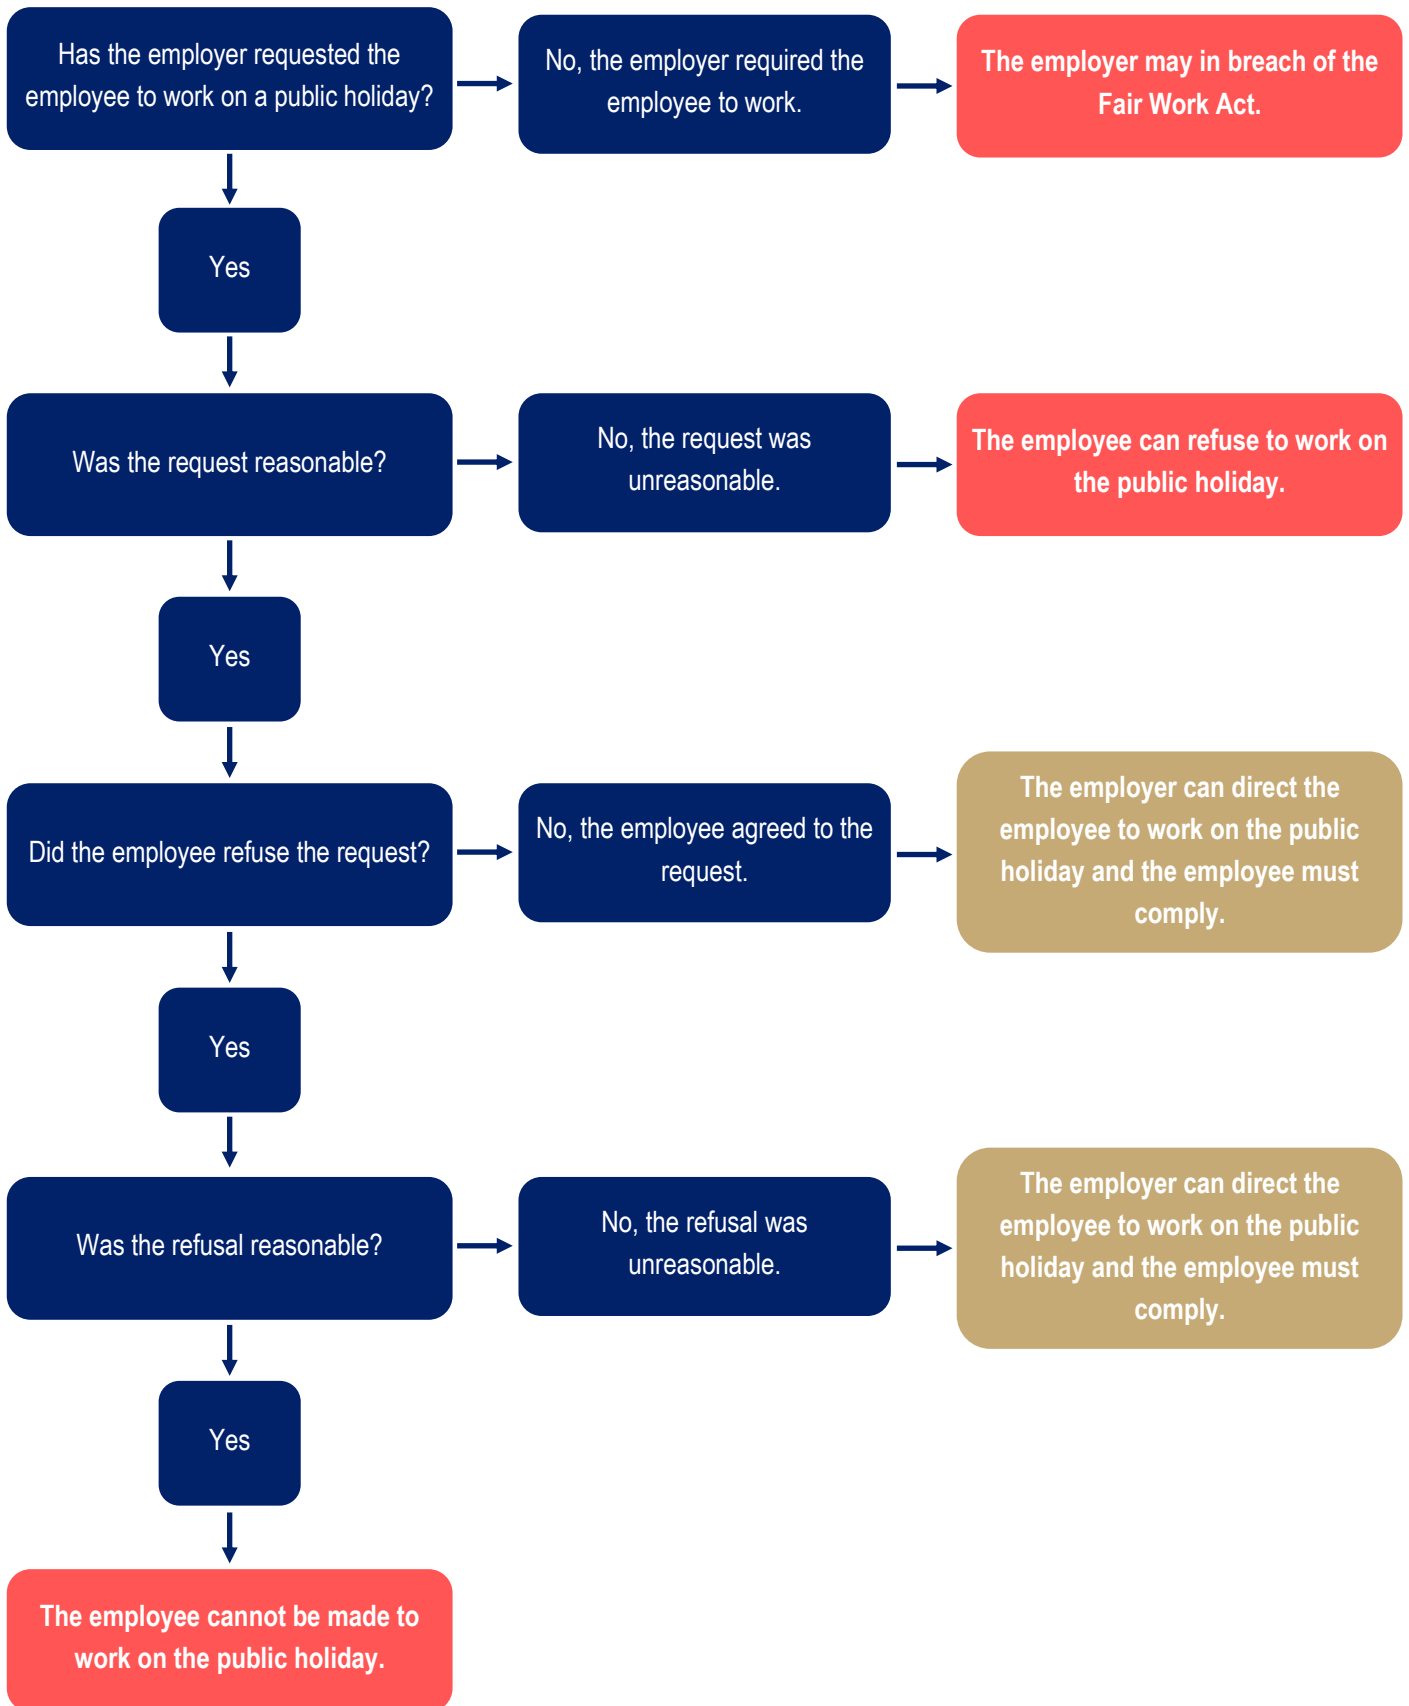 Has the employer requested the
employee to work on a public holiday?
No, the employer required the
employee to work.
The employer may in breach of the
Fair Work Act.
Yes
Was the request reasonable?
No, the request was
unreasonable.
The employee can refuse to work on
the public holiday.
Yes
Did the employee refuse the request?
No, the employee agreed to the
request.
The employer can direct the
employee to work on the public
holiday and the employee must
comply.
Yes
Was the refusal reasonable?
No, the refusal was
unreasonable.
The employer can direct the
employee to work on the public
holiday and the employee must
comply.
Yes
The employee cannot be made to
work on the public holiday.